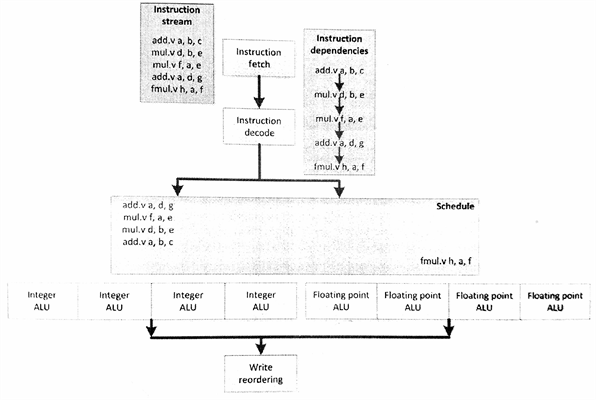 Instruction
stream
add.v a, b, c
mul.v d, b, e
mul.v f, a, e
add.v a, d, g
fmul.v h, a, f
Instruction
fetch
Instruction
decode
Instruction
dependencies
add.v a, b, c
mul.v d, b, e
mul.v f, a, e
add.v a, d, g
fmul.v h, a, f
Schedule
add.v a, d, g
mul.v f, a, e
mul.v d, b, e
add.v a, b, c
fmul.v h, a, f
Integer
ALU
Integer
ALU
Integer
ALU
Integer
ALU
Floating point
ALU
Floating point
ALU
Floating point
ALU
Floating point
ALU
Write
reordering